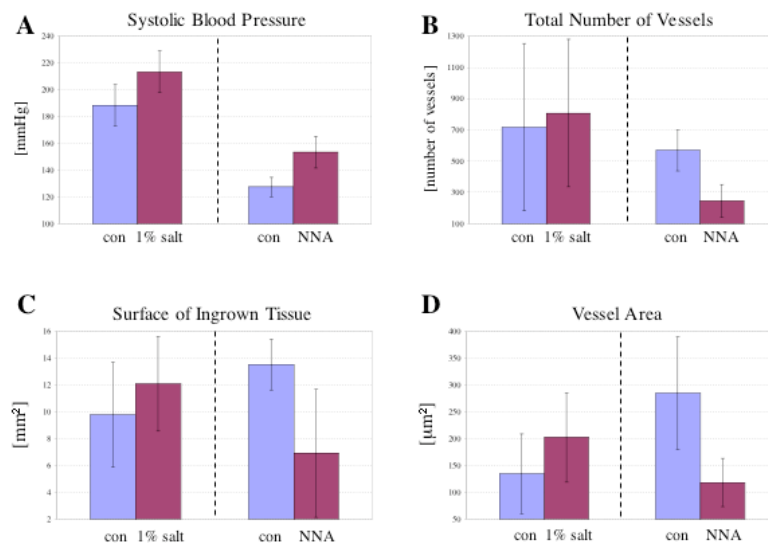 A
Systolic Blood Pressure
[mmHg]
240
220
200
180
160
140
120
100
con 1% salt
con NNA
B
Total Number of Vessels
[number of vessels]
1300
1100
900
700
500
300
100
con 1% salt
con NNA
C
Surface of Ingrown Tissue
[mm²]
16
14
12
10
8
6
4
2
con 1% salt
con NNA
D
Vessel Area
[µm²]
400
350
300
250
200
150
100
50
con 1% salt
con NNA